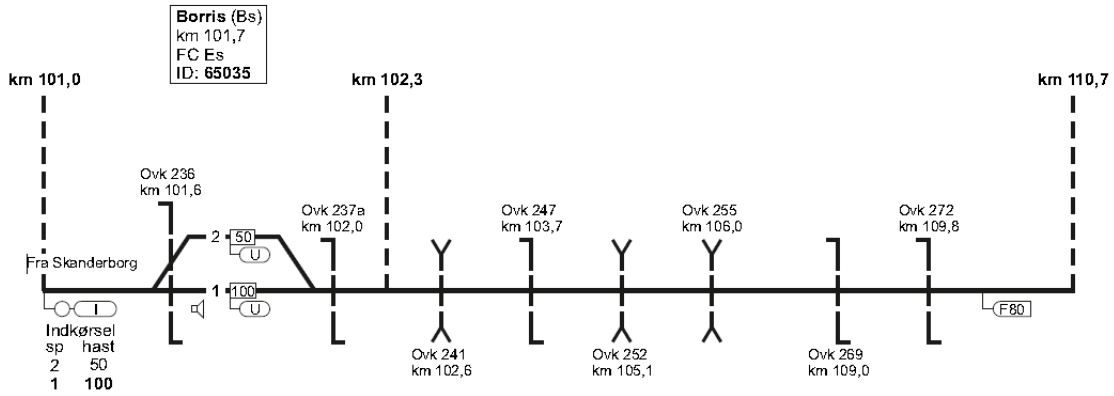 Borris (Bs)
km 101,7
FC Es
ID: 65035
km 101,0
km 102,3
km 110,7
Ovk 236
km 101,6
Ovk 237a
km 102,0
Ovk 247
km 103,7
Ovk 255
km 106,0
Ovk 272
km 109,8
2 50
U
Fra Skanderborg
1 100
U
I
F80
Indkørsel
sp hast
2 50
1 100
Ovk 241
km 102,6
Ovk 252
km 105,1
Ovk 269
km 109,0